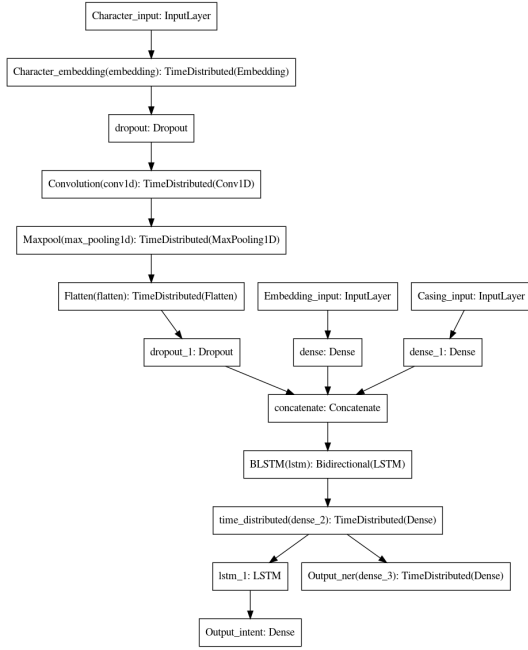 Character_input: InputLayer
Character_embedding(embedding): TimeDistributed(Embedding)
dropout: Dropout
Convolution(conv1d): TimeDistributed(Conv1D)
Maxpool(max_pooling1d): TimeDistributed(MaxPooling1D)
Flatten(flatten): TimeDistributed(Flatten)
Embedding_input: InputLayer
Casing_input: InputLayer
dropout_1: Dropout
dense: Dense
dense_1: Dense
concatenate: Concatenate
BLSTM(lstm): Bidirectional(LSTM)
time_distributed(dense_2): TimeDistributed(Dense)
lstm_1: LSTM
Output_ner(dense_3): TimeDistributed(Dense)
Output_intent: Dense